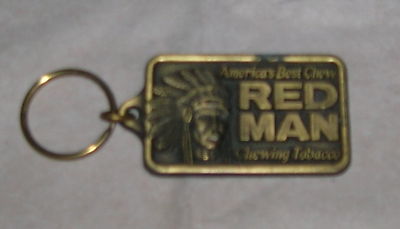 America's Best Chew
RED
MAN
Chewing Tobacco